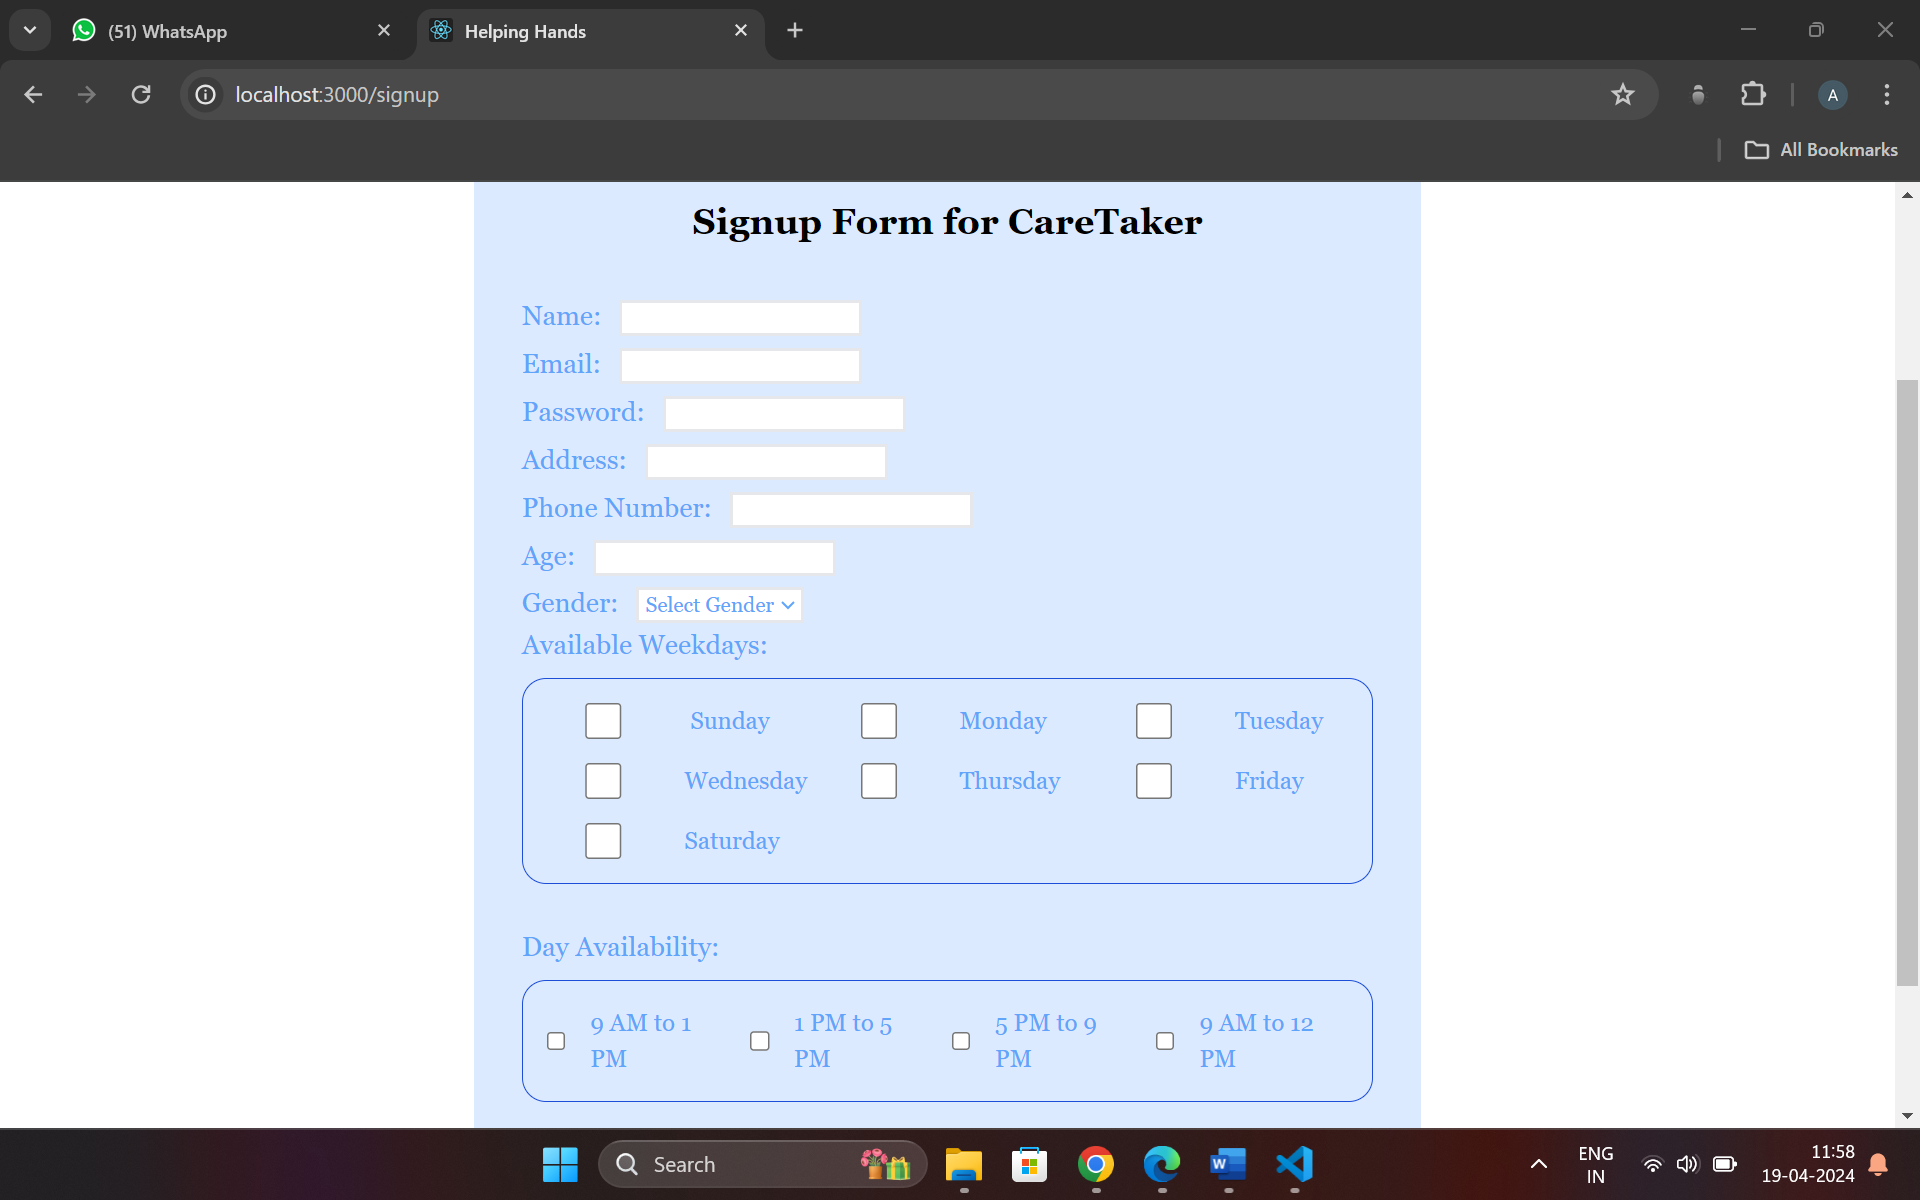 (51) WhatsApp
Helping Hands
localhost:3000/signup
A
All Bookmarks
Signup Form for CareTaker
Name:
Email:
Password:
Address:
Phone Number:
Age:
Gender: Select Gender
Available Weekdays:
Sunday Monday Tuesday
Wednesday Thursday Friday
Saturday
Day Availability:
9 AM to 1 PM
1 PM to 5 PM
5 PM to 9 PM
9 AM to 12 PM
Search
W
ENG
IN
11:58
19-04-2024